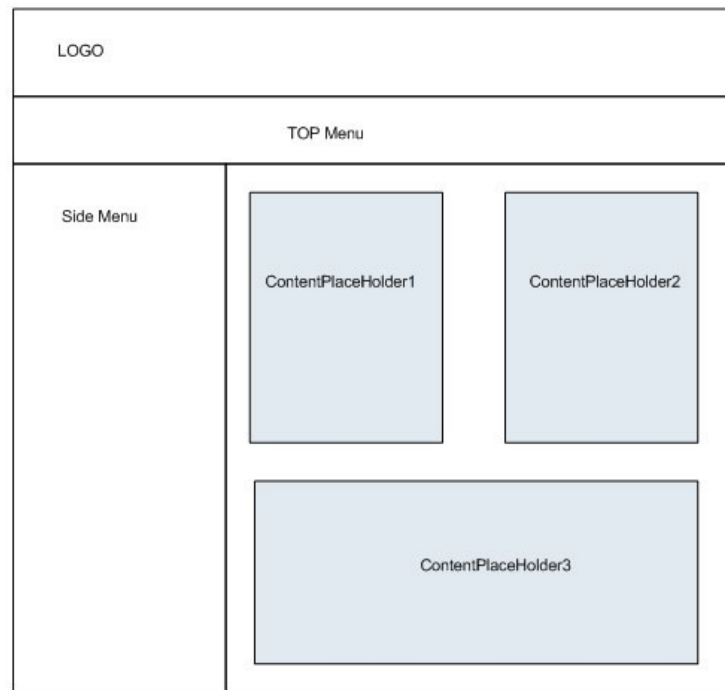 LOGO
TOP Menu
Side Menu
ContentPlaceHolder1
ContentPlaceHolder2
ContentPlaceHolder3